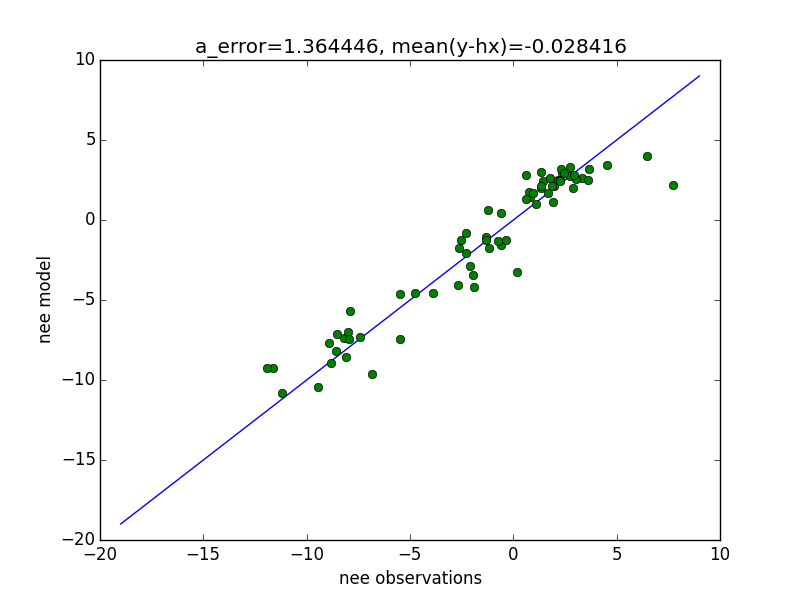 a_error=1.364446, mean(y-hx)=-0.028416
10
5
0
−5
−10
−15
−20
nee model
−20 −15 −10 −5 0 5 10
nee observations